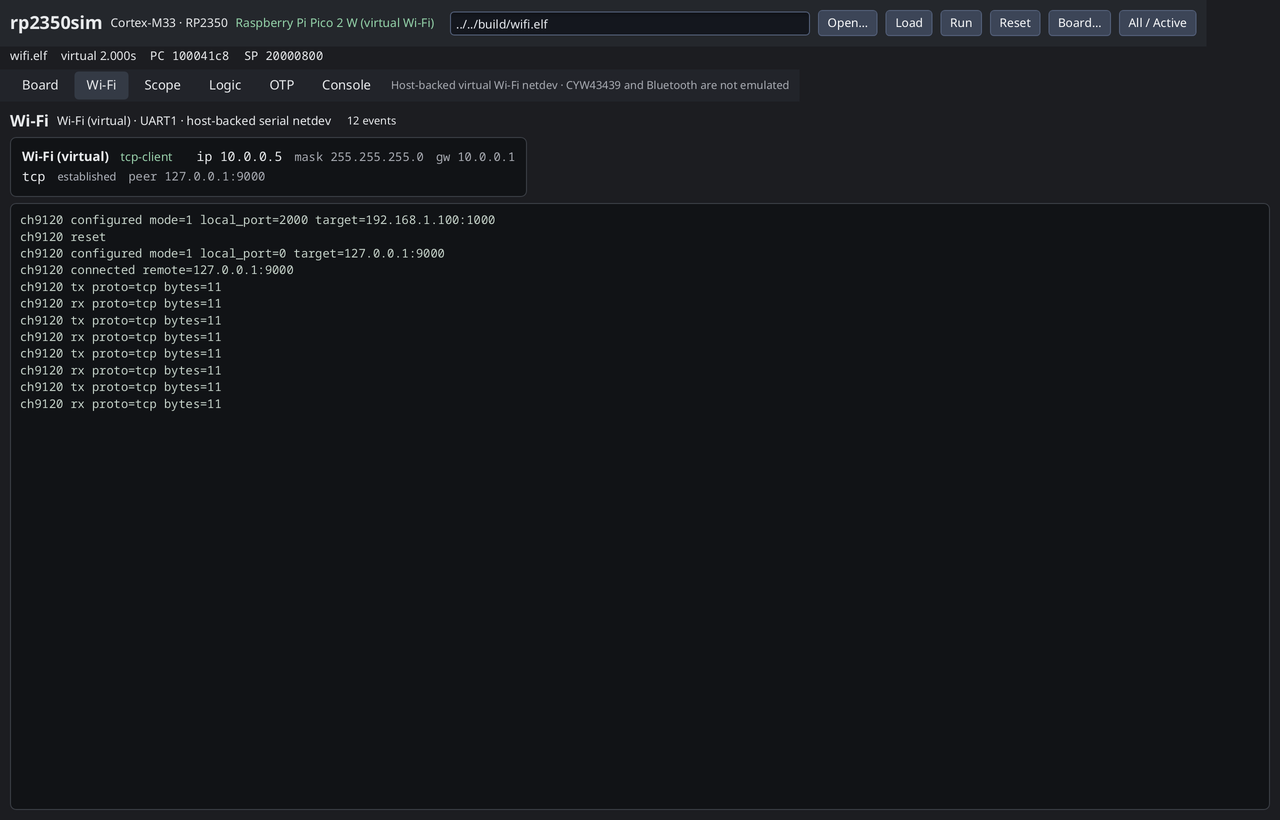 rp2350sim Cortex-M33 · RP2350 Raspberry Pi Pico 2 W (virtual Wi-Fi) ../../build/wifi.elf Open... Load Run Reset Board... All / Active
wifi.elf virtual 2.000s PC 100041c8 SP 20000800
Board Wi-Fi Scope Logic OTP Console Host-backed virtual Wi-Fi netdev · CYW43439 and Bluetooth are not emulated
Wi-Fi Wi-Fi (virtual) · UART1 · host-backed serial netdev 12 events
Wi-Fi (virtual) tcp-client ip 10.0.0.5 mask 255.255.255.0 gw 10.0.0.1
tcp established peer 127.0.0.1:9000
ch9120 configured mode=1 local_port=2000 target=192.168.1.100:1000
ch9120 reset
ch9120 configured mode=1 local_port=0 target=127.0.0.1:9000
ch9120 connected remote=127.0.0.1:9000
ch9120 tx proto=tcp bytes=11
ch9120 rx proto=tcp bytes=11
ch9120 tx proto=tcp bytes=11
ch9120 rx proto=tcp bytes=11
ch9120 tx proto=tcp bytes=11
ch9120 rx proto=tcp bytes=11
ch9120 tx proto=tcp bytes=11
ch9120 rx proto=tcp bytes=11